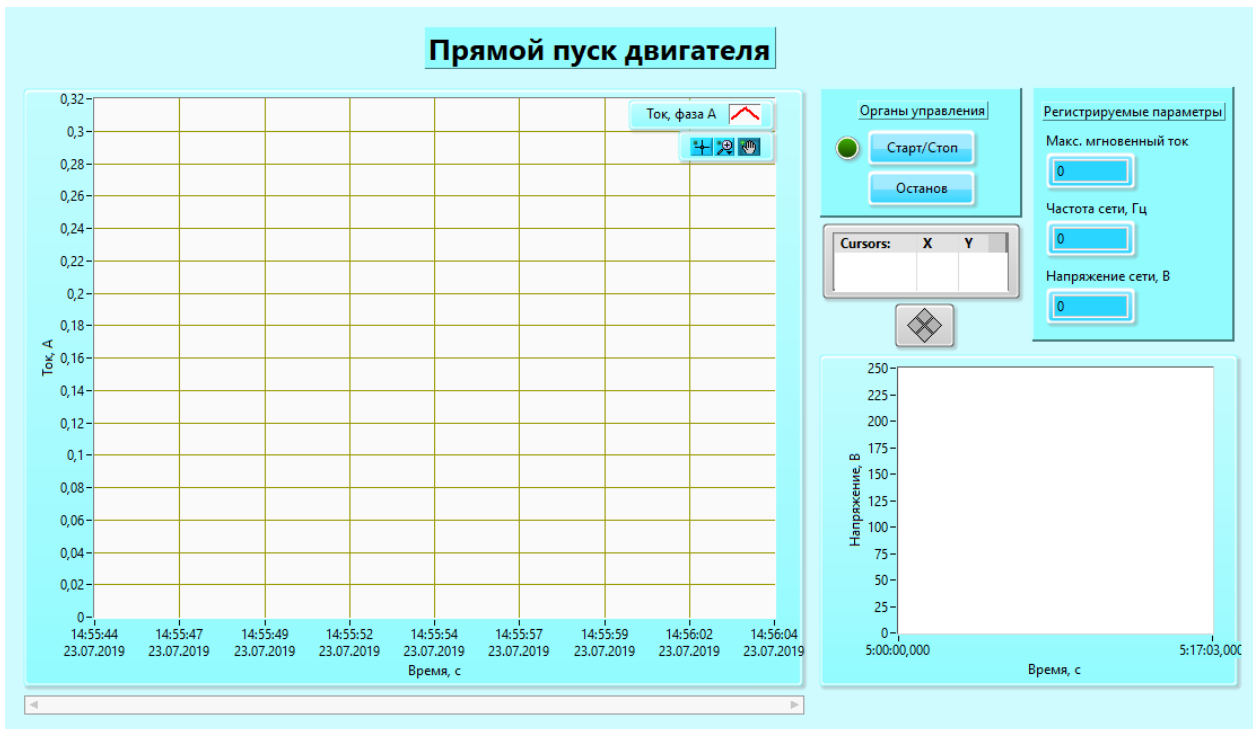 Прямой пуск двигателя
0,32
0,3
0,28
0,26
0,24
0,22
0,2
0,18
0,16
0,14
0,12
0,1
0,08
0,06
0,04
0,02
0
Ток, А
14:55:44 14:55:47 14:55:49 14:55:52 14:55:54 14:55:57 14:55:59 14:56:02 14:56:04
23.07.2019 23.07.2019 23.07.2019 23.07.2019 23.07.2019 23.07.2019 23.07.2019 23.07.2019 23.07.2019
Время, с
Ток, фаза А
Органы управления
Старт/Стоп
Останов
Cursors: X Y
Регистрируемые параметры
Макс. мгновенный ток
0
Частота сети, Гц
0
Напряжение сети, В
0
250
225
200
175
150
125
100
75
50
25
0
Напряжение, В
5:00:00,000 5:17:03,000
Время, с